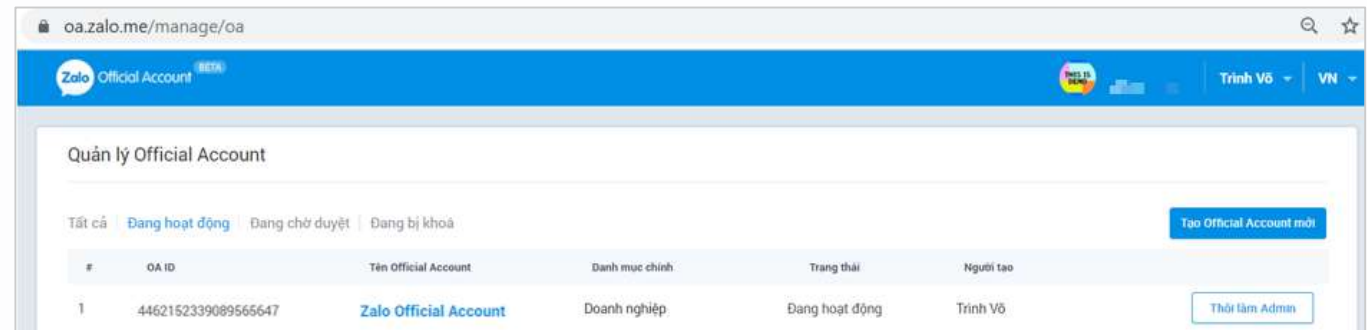 oa.zalo.me/manage/oa
Zalo Official Account BETA THIS IS DEMO Trinh Võ VN
Quản lý Official Account
Tất cả Đang hoạt động Đang chờ duyệt Đang bị khoá Tạo Official Account mới
# OA ID Tên Official Account Danh mục chính Trạng thái Người tạo
1 4462152339089565647 Zalo Official Account Doanh nghiệp Đang hoạt động Trinh Võ Thôi làm Admin